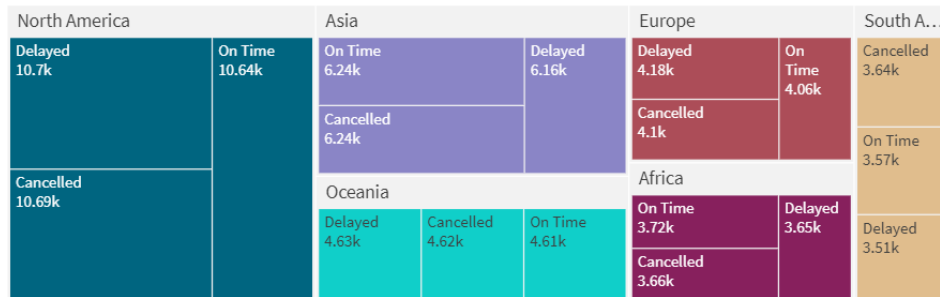 North America
Delayed
10.7k
On Time
10.64k
Cancelled
10.69k
Asia
On Time
6.24k
Delayed
6.16k
Cancelled
6.24k
Oceania
Delayed
4.63k
Cancelled
4.62k
On Time
4.61k
Europe
Delayed
4.18k
On
Time
4.06k
Cancelled
4.1k
Africa
On Time
3.72k
Delayed
3.65k
Cancelled
3.66k
South A...
Cancelled
3.64k
On Time
3.57k
Delayed
3.51k